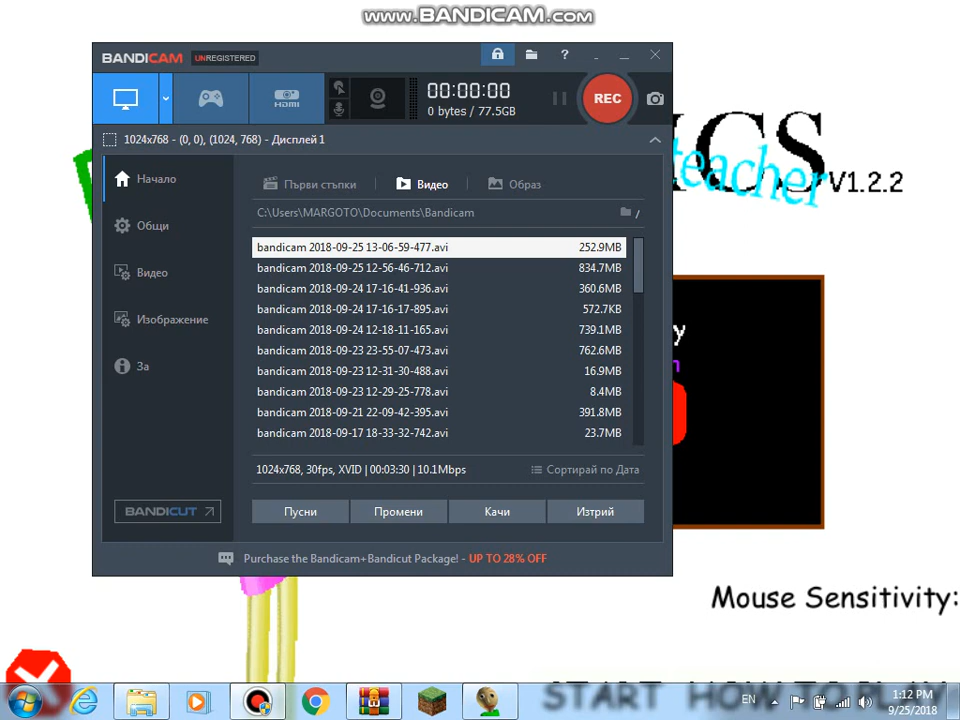 www.BANDICAM.com
BANDICAM UNREGISTERED
?
HDMI
00:00:00
0 bytes / 77.5GB
REC
1024x768 - (0, 0), (1024, 768) - Дисплей 1
Начало
Общи
Видео
Изображение
За
BANDICUT
Първи стъпки
Видео
Образ
C:\Users\MARGOTO\Documents\Bandicam
/
bandicam 2018-09-25 13-06-59-477.avi 252.9MB
bandicam 2018-09-25 12-56-46-712.avi 834.7MB
bandicam 2018-09-24 17-16-41-936.avi 360.6MB
bandicam 2018-09-24 17-16-17-895.avi 572.7KB
bandicam 2018-09-24 12-18-11-165.avi 739.1MB
bandicam 2018-09-23 23-55-07-473.avi 762.6MB
bandicam 2018-09-23 12-31-30-488.avi 16.9MB
bandicam 2018-09-23 12-29-25-778.avi 8.4MB
bandicam 2018-09-21 22-09-42-395.avi 391.8MB
bandicam 2018-09-17 18-33-32-742.avi 23.7MB
1024x768, 30fps, XVID | 00:03:30 | 10.1Mbps
Сортирай по Дата
Пусни
Промени
Качи
Изтрий
Purchase the Bandicam+Bandicut Package! - UP TO 28% OFF
ICS
teacher
V1.2.2
y
Mouse Sensitivity:
START HOW TO PLAY
EN
1:12 PM
9/25/2018